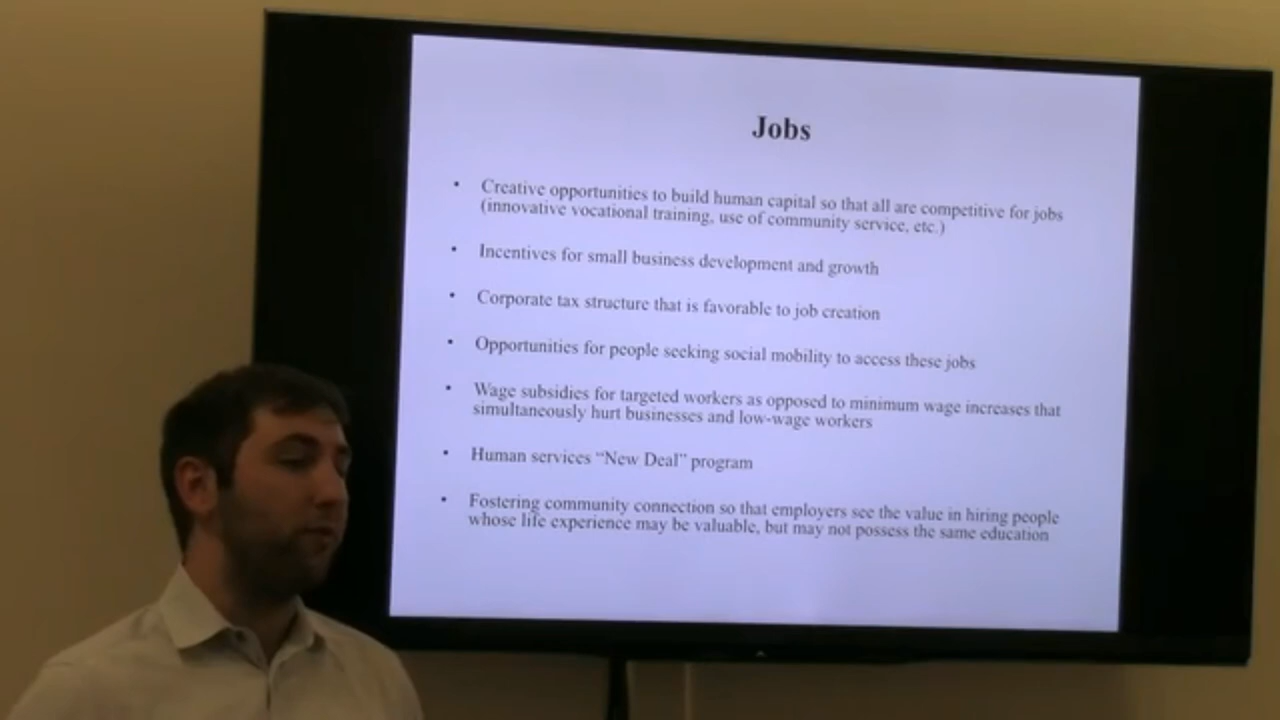 Jobs
• Creative opportunities to build human capital so that all are competitive for jobs
(innovative vocational training, use of community service, etc.)
• Incentives for small business development and growth
• Corporate tax structure that is favorable to job creation
• Opportunities for people seeking social mobility to access these jobs
• Wage subsidies for targeted workers as opposed to minimum wage increases that
simultaneously hurt businesses and low-wage workers
• Human services “New Deal” program
• Fostering community connection so that employers see the value in hiring people
whose life experience may be valuable, but may not possess the same education